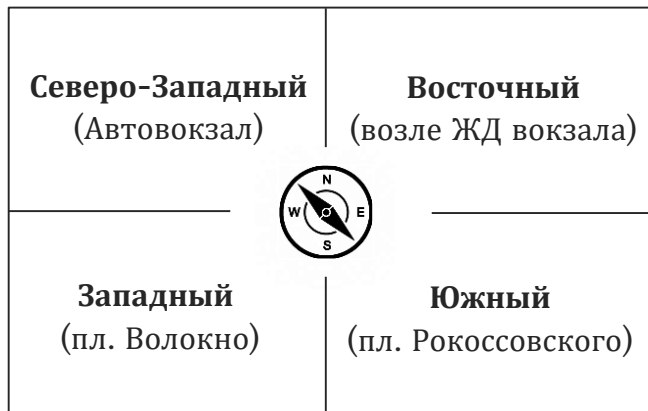 Северо-Западный
(Автовокзал)
Восточный
(возле ЖД вокзала)
N
W E
S
Западный
(пл. Волокно)
Южный
(пл. Рокоссовского)